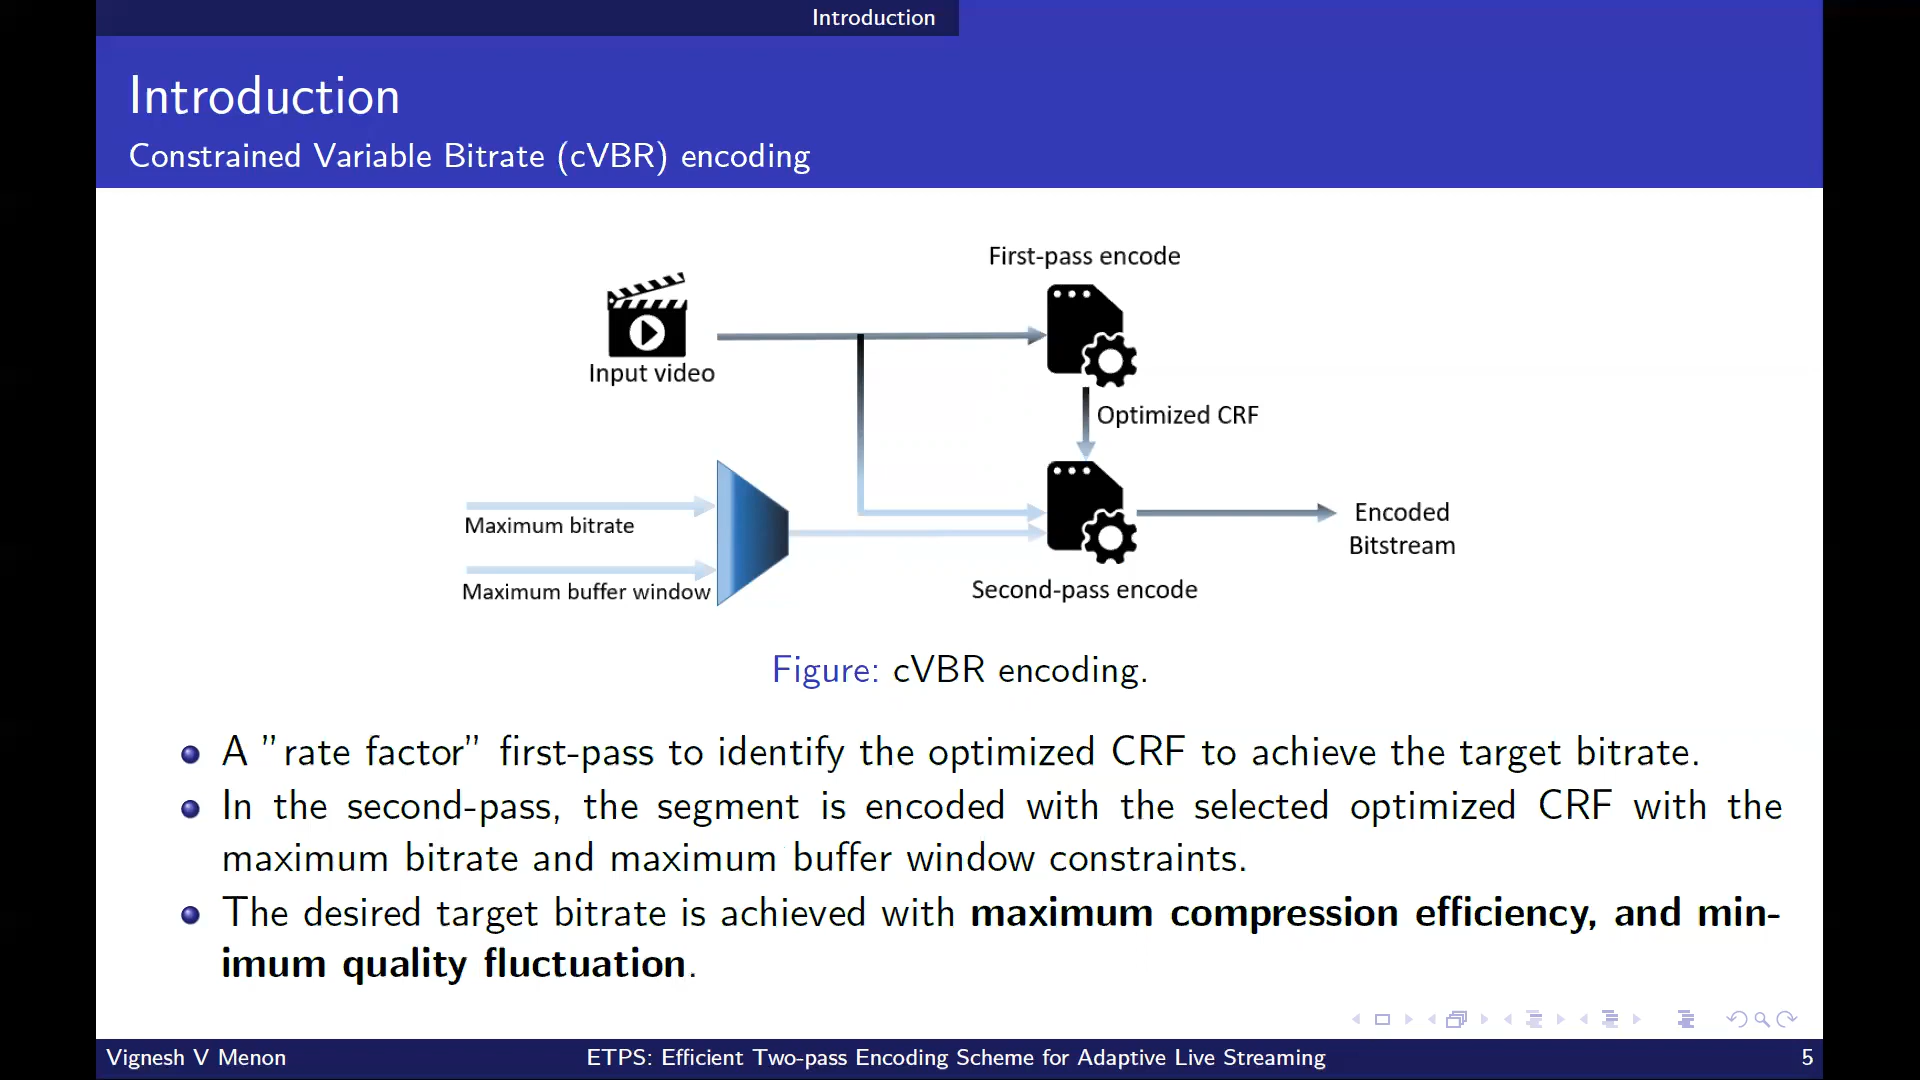 Introduction
Introduction
Constrained Variable Bitrate (cVBR) encoding
First-pass encode
Input video
Optimized CRF
Maximum bitrate
Maximum buffer window
Encoded
Bitstream
Second-pass encode
Figure: cVBR encoding.
A ”rate factor” first-pass to identify the optimized CRF to achieve the target bitrate.
In the second-pass, the segment is encoded with the selected optimized CRF with the
maximum bitrate and maximum buffer window constraints.
The desired target bitrate is achieved with maximum compression efficiency, and min-
imum quality fluctuation.
Vignesh V Menon
ETPS: Efficient Two-pass Encoding Scheme for Adaptive Live Streaming
5